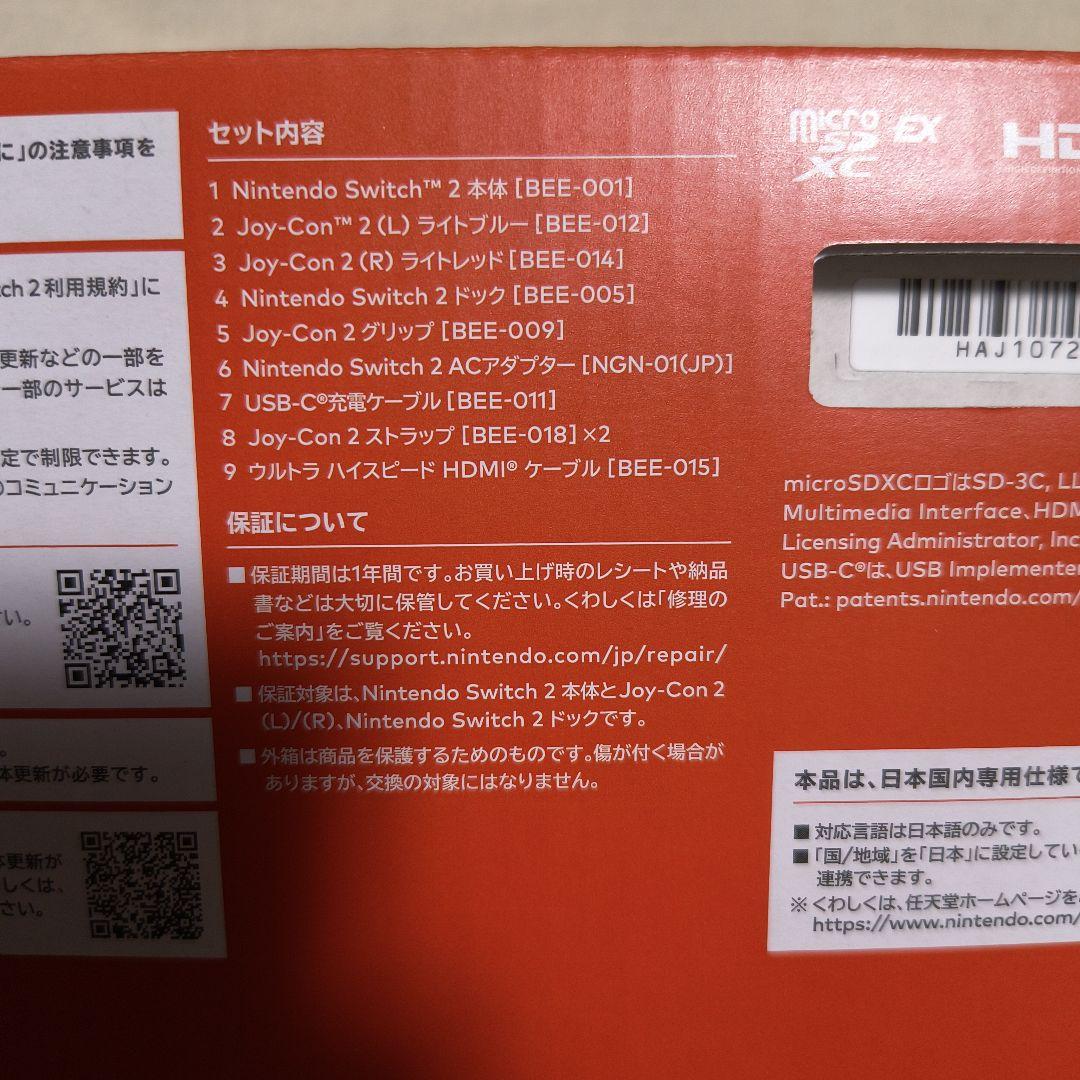 に」の注意事項を
tch 2利用規約」に
更新などの一部を
一部のサービスは
定で制限できます。
のコミュニケーション
い。
。
体更新が必要です。
本更新が
しくは、
さい。
セット内容
1 Nintendo Switch™ 2 本体 [BEE-001]
2 Joy-Con™ 2 (L) ライトブルー [BEE-012]
3 Joy-Con 2 (R) ライトレッド [BEE-014]
4 Nintendo Switch 2 ドック [BEE-005]
5 Joy-Con 2 グリップ [BEE-009]
6 Nintendo Switch 2 ACアダプター [NGN-01(JP)]
7 USB-C®充電ケーブル [BEE-011]
8 Joy-Con 2 ストラップ [BEE-018]×2
9 ウルトラ ハイスピード HDMI® ケーブル [BEE-015]
保証について
■ 保証期間は1年間です。お買い上げ時のレシートや納品
書などは大切に保管してください。くわしくは「修理の
ご案内」をご覧ください。
https://support.nintendo.com/jp/repair/
■ 保証対象は、Nintendo Switch 2 本体とJoy-Con 2
(L)/(R)、Nintendo Switch 2 ドックです。
■ 外箱は商品を保護するためのものです。傷が付く場合が
ありますが、交換の対象にはなりません。
micro
SD
XC
EX
HD
HIGH-DEFINITION
HAJ1072
microSDXCロゴはSD-3C, LL
Multimedia Interface、HDM
Licensing Administrator, Inc
USB-C®は、USB Implemente
Pat.: patents.nintendo.com/
本品は、日本国内専用仕様で
■ 対応言語は日本語のみです。
■ 「国/地域」を「日本」に設定してい
連携できます。
※ くわしくは、任天堂ホームページを
https://www.nintendo.com/